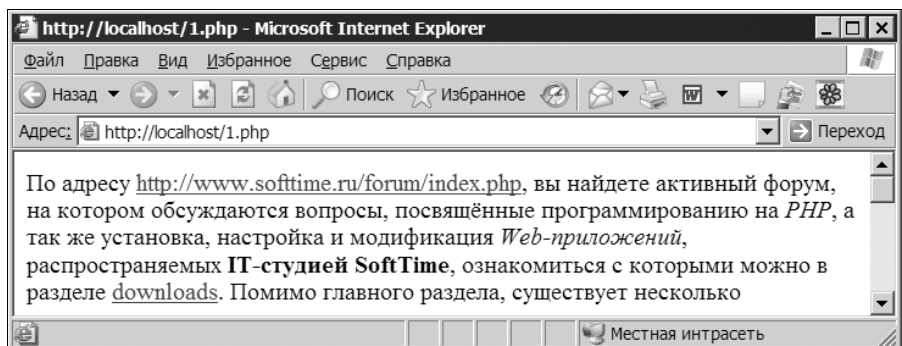 http://localhost/1.php - Microsoft Internet Explorer
Файл Правка Вид Избранное Сервис Справка
Назад Поиск Избранное
Адрес: http://localhost/1.php Переход
По адресу http://www.softtime.ru/forum/index.php, вы найдете активный форум,
на котором обсуждаются вопросы, посвящённые программированию на PHP, а
так же установка, настройка и модификация Web-приложений,
распространяемых IT-студией SoftTime, ознакомиться с которыми можно в
разделе downloads. Помимо главного раздела, существует несколько
Местная интрасеть